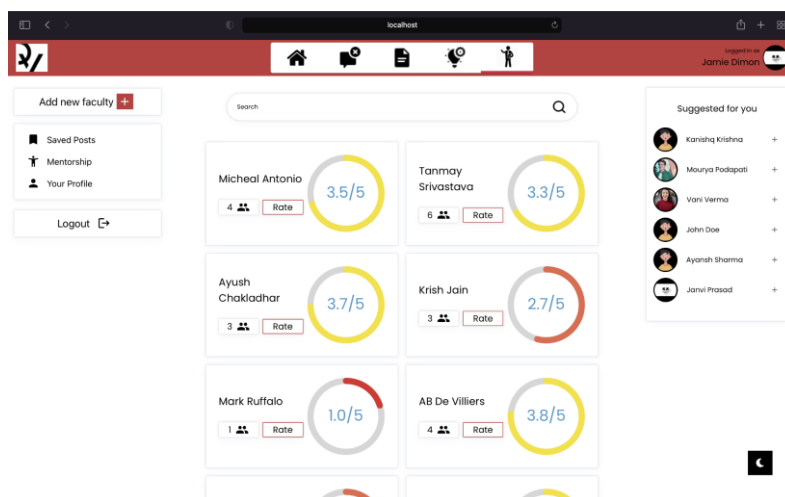 localhost
Logged in as
Jamie Dimon
Add new faculty +
Saved Posts
Mentorship
Your Profile
Logout
Search
Micheal Antonio
3.5/5
4
Rate
Tanmay
Srivastava
3.3/5
6
Rate
Ayush
Chakladhar
3.7/5
3
Rate
Krish Jain
2.7/5
3
Rate
Mark Ruffalo
1.0/5
1
Rate
AB De Villiers
3.8/5
4
Rate
Suggested for you
Kanishq Krishna +
Mourya Podapati +
Vani Verma +
John Doe +
Ayansh Sharma +
Janvi Prasad +